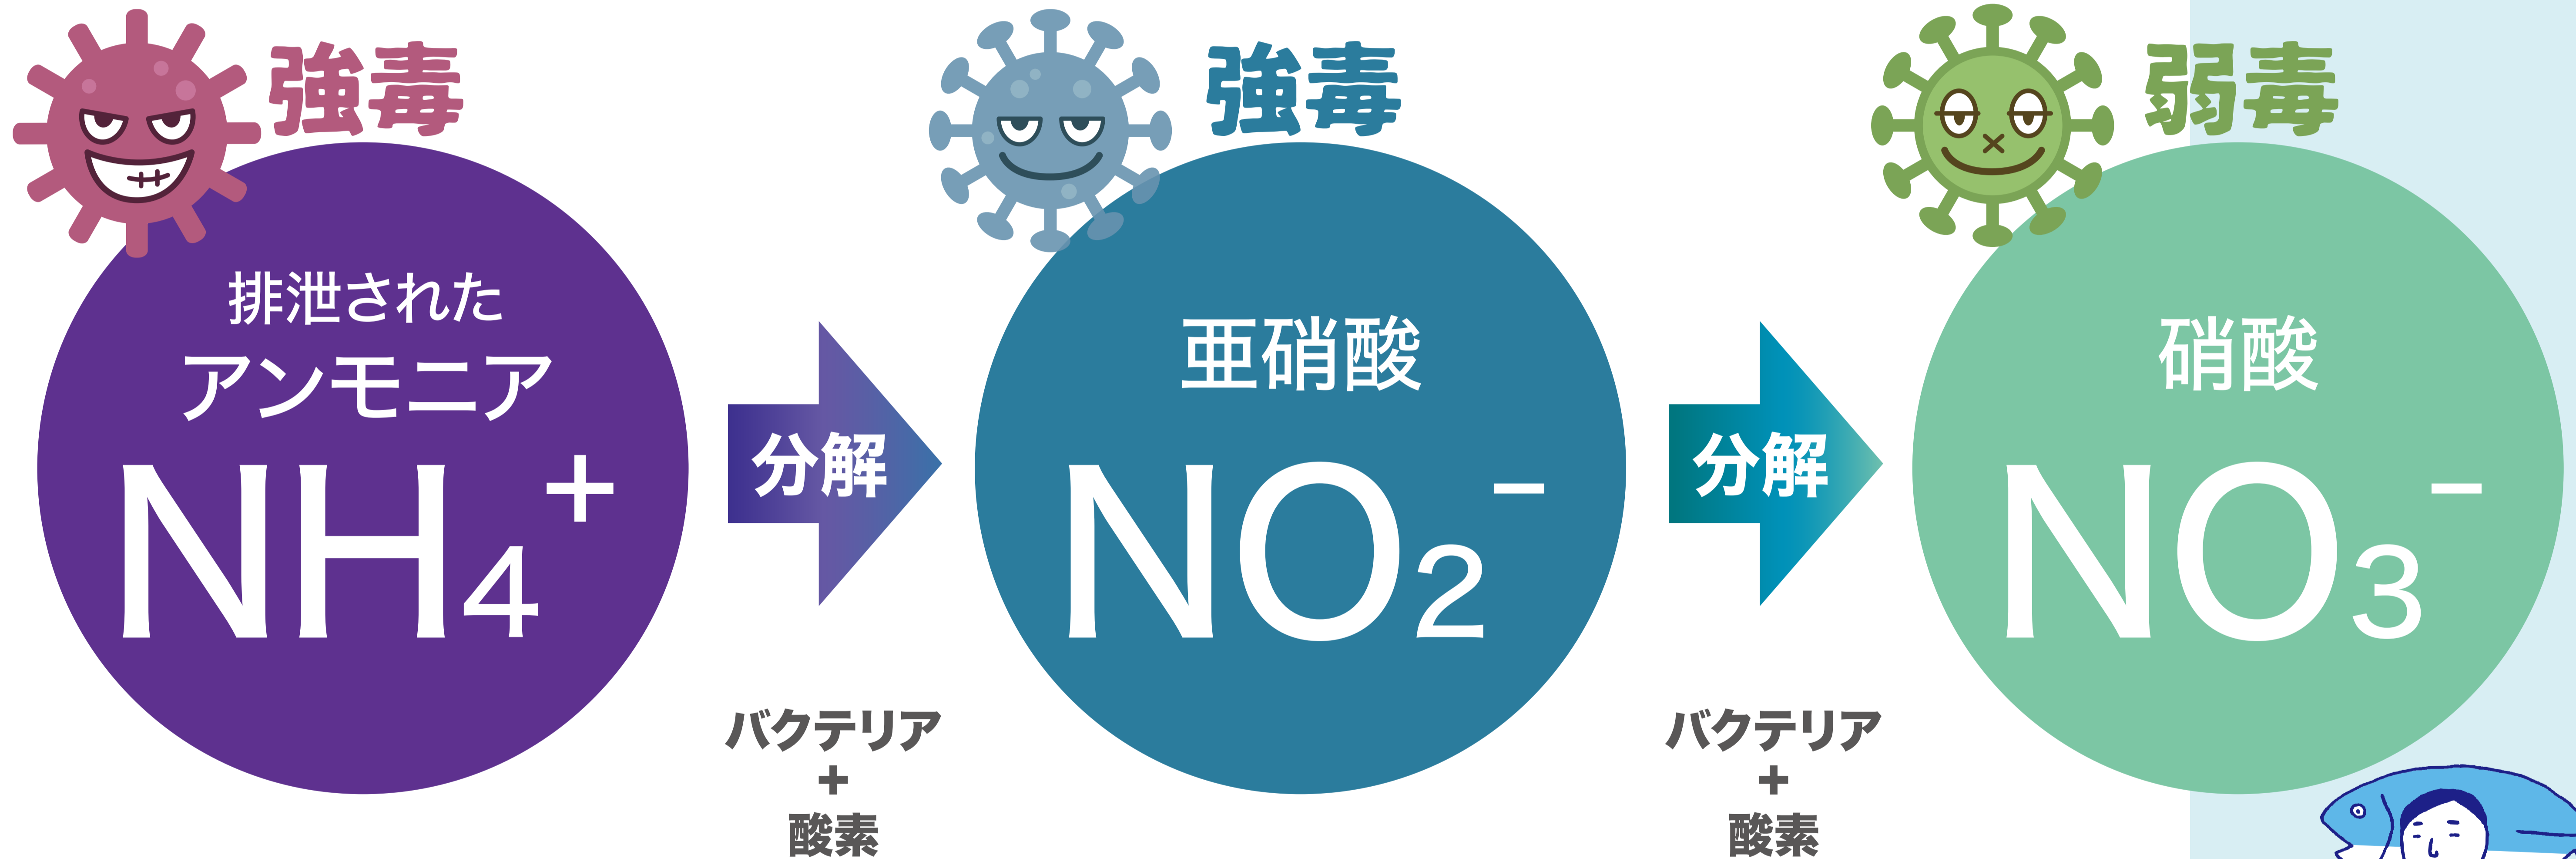 強毒
排泄された
アンモニア
NH₄⁺
分解
バクテリア
+
酸素
強毒
亜硝酸
NO₂⁻
分解
バクテリア
+
酸素
弱毒
硝酸
NO₃⁻